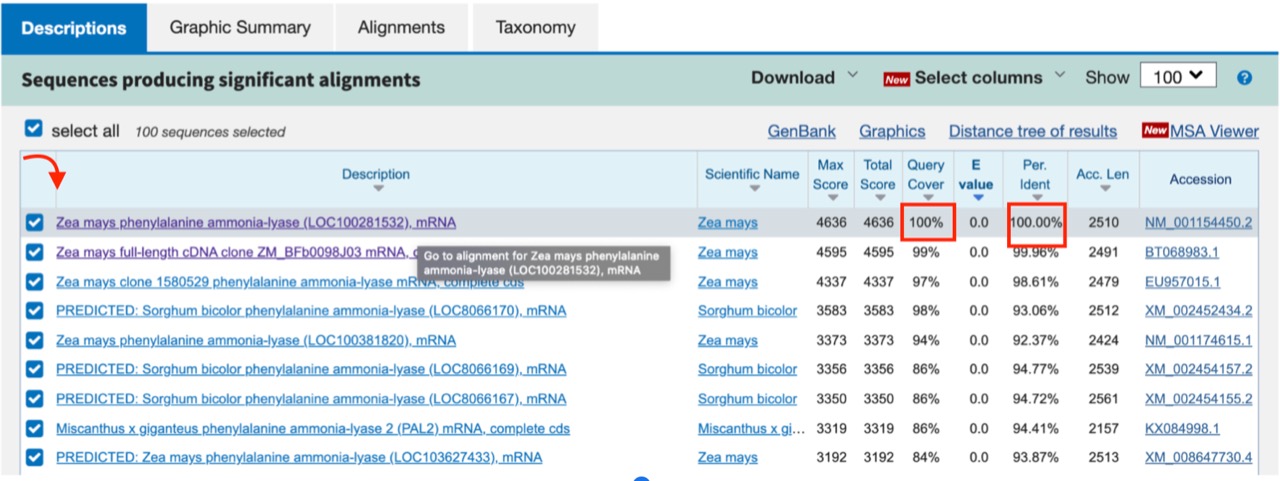 Descriptions Graphic Summary Alignments Taxonomy
Sequences producing significant alignments Download New Select columns Show 100 ?
select all 100 sequences selected GenBank Graphics Distance tree of results New MSA Viewer
Description Scientific Name Max Score Total Score Query Cover E value Per. Ident Acc. Len Accession
Zea mays phenylalanine ammonia-lyase (LOC100281532), mRNA Zea mays 4636 4636 100% 0.0 100.00% 2510 NM_001154450.2
Zea mays full-length cDNA clone ZM_BFb0098J03 mRNA, Zea mays 4595 4595 99% 0.0 99.96% 2491 BT068983.1
Go to alignment for Zea mays phenylalanine
ammonia-lyase (LOC100281532), mRNA
Zea mays clone 1580529 phenylalanine ammonia-lyase mRNA, complete cds Zea mays 4337 4337 97% 0.0 98.61% 2479 EU957015.1
PREDICTED: Sorghum bicolor phenylalanine ammonia-lyase (LOC8066170), mRNA Sorghum bicolor 3583 3583 98% 0.0 93.06% 2512 XM_002452434.2
Zea mays phenylalanine ammonia-lyase (LOC100381820), mRNA Zea mays 3373 3373 94% 0.0 92.37% 2424 NM_001174615.1
PREDICTED: Sorghum bicolor phenylalanine ammonia-lyase (LOC8066169), mRNA Sorghum bicolor 3356 3356 86% 0.0 94.77% 2539 XM_002454157.2
PREDICTED: Sorghum bicolor phenylalanine ammonia-lyase (LOC8066167), mRNA Sorghum bicolor 3350 3350 86% 0.0 94.72% 2561 XM_002454155.2
Miscanthus x giganteus phenylalanine ammonia-lyase 2 (PAL2) mRNA, complete cds Miscanthus x gi... 3319 3319 86% 0.0 94.41% 2157 KX084998.1
PREDICTED: Zea mays phenylalanine ammonia-lyase (LOC103627433), mRNA Zea mays 3192 3192 84% 0.0 93.87% 2513 XM_008647730.4